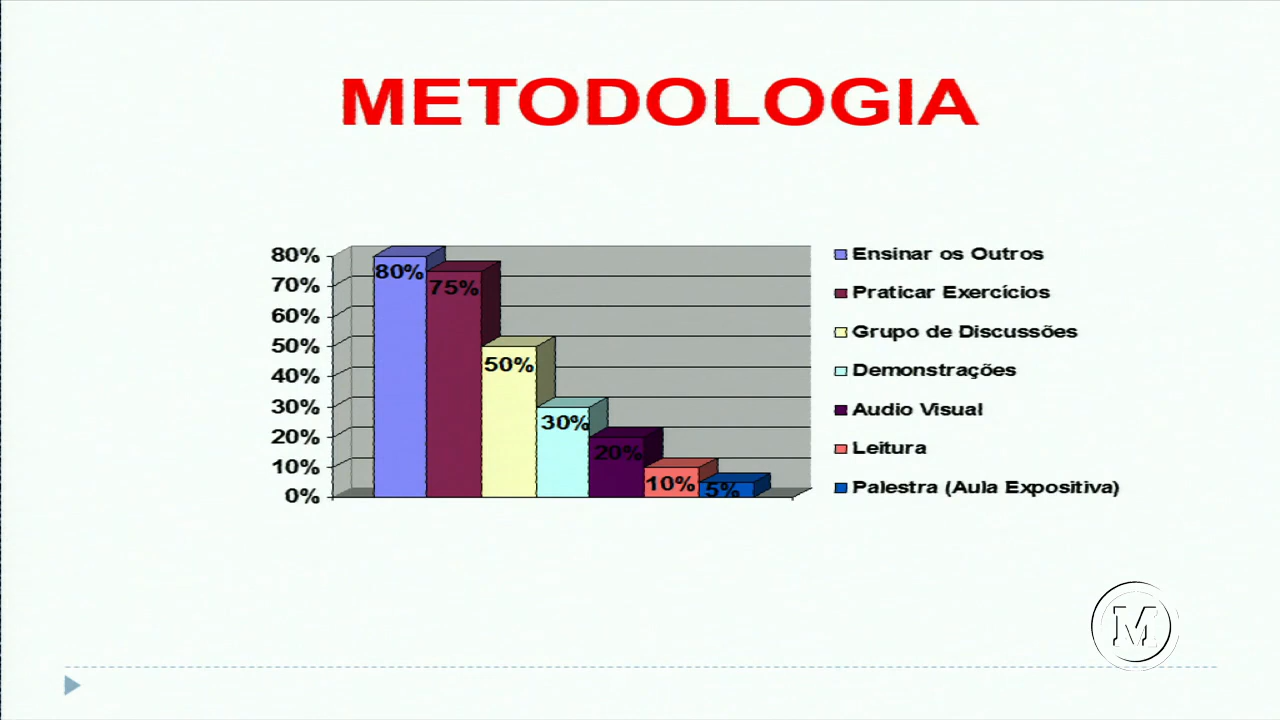 METODOLOGIA
80%
70%
60%
50%
40%
30%
20%
10%
0%
80%
75%
50%
30%
20%
10%
5%
Ensinar os Outros
Praticar Exercícios
Grupo de Discussões
Demonstrações
Audio Visual
Leitura
Palestra (Aula Expositiva)
M